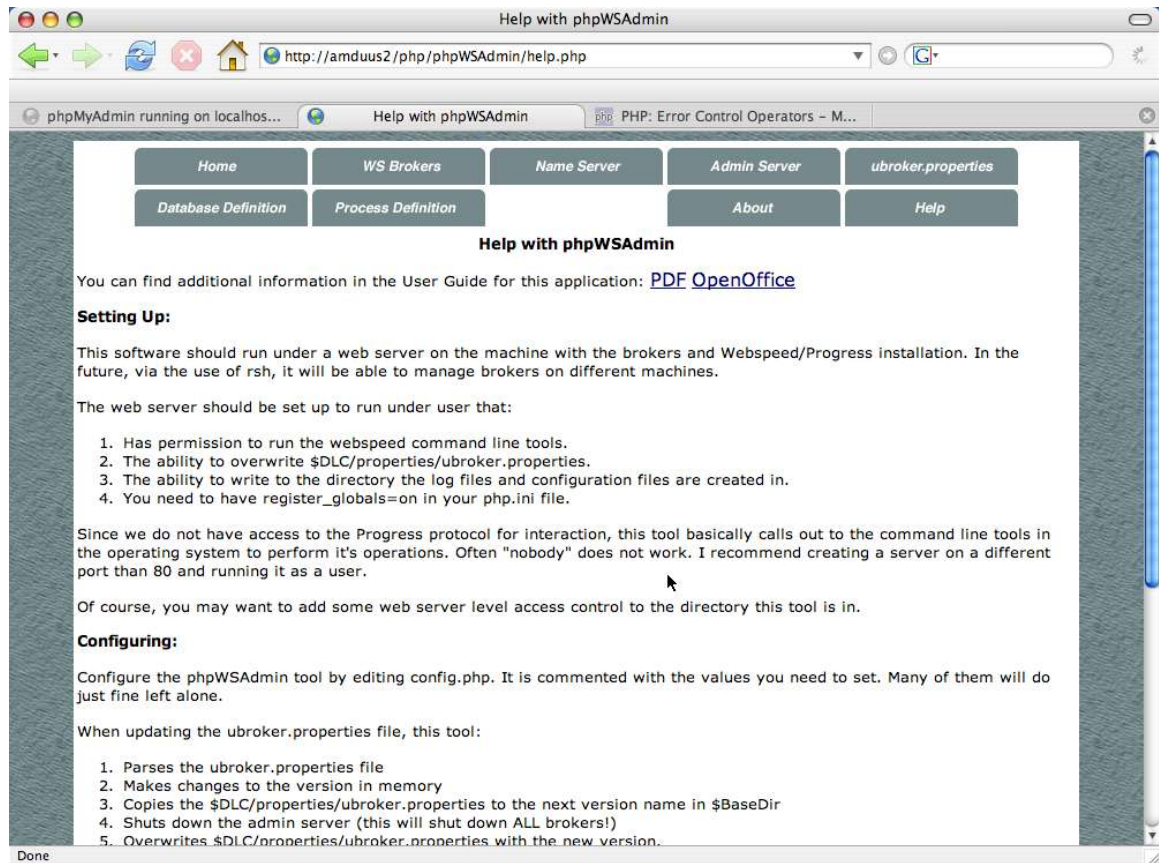 Help with phpWSAdmin
http://amduus2/php/phpWSAdmin/help.php
G
phpMyAdmin running on localhos...
Help with phpWSAdmin
php
PHP: Error Control Operators – M...
Home
WS Brokers
Name Server
Admin Server
ubroker.properties
Database Definition
Process Definition
About
Help
Help with phpWSAdmin
You can find additional information in the User Guide for this application: PDF OpenOffice
Setting Up:
This software should run under a web server on the machine with the brokers and Webspeed/Progress installation. In the
future, via the use of rsh, it will be able to manage brokers on different machines.
The web server should be set up to run under user that:
1. Has permission to run the webspeed command line tools.
2. The ability to overwrite $DLC/properties/ubroker.properties.
3. The ability to write to the directory the log files and configuration files are created in.
4. You need to have register_globals=on in your php.ini file.
Since we do not have access to the Progress protocol for interaction, this tool basically calls out to the command line tools in
the operating system to perform it's operations. Often "nobody" does not work. I recommend creating a server on a different
port than 80 and running it as a user.
Of course, you may want to add some web server level access control to the directory this tool is in.
Configuring:
Configure the phpWSAdmin tool by editing config.php. It is commented with the values you need to set. Many of them will do
just fine left alone.
When updating the ubroker.properties file, this tool:
1. Parses the ubroker.properties file
2. Makes changes to the version in memory
3. Copies the $DLC/properties/ubroker.properties to the next version name in $BaseDir
4. Shuts down the admin server (this will shut down ALL brokers!)
5. Overwrites $DLC/properties/ubroker.properties with the new version.
Done